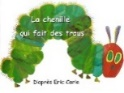 La chenille
qui fait des trous
D'après Eric Carle